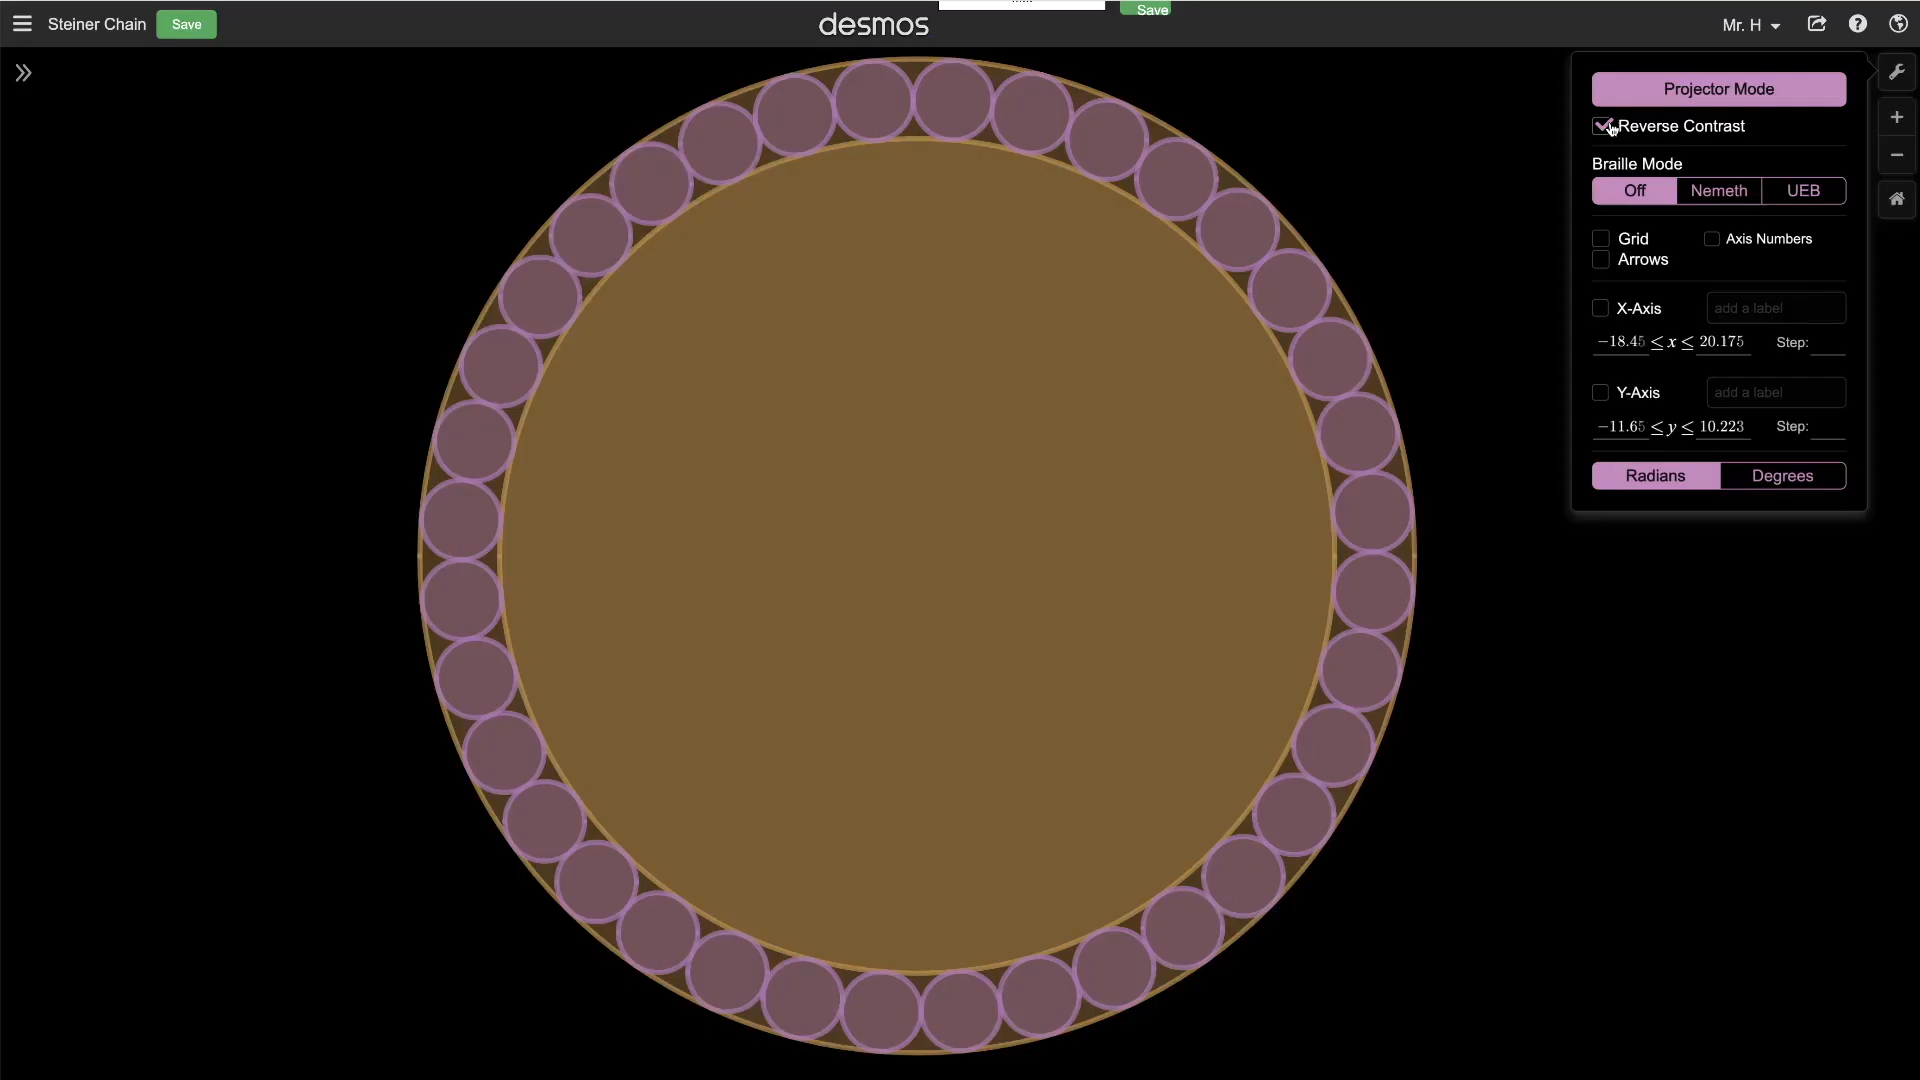 Save
Steiner Chain Save desmos Mr. H
Projector Mode
Reverse Contrast
Braille Mode
Off Nemeth UEB
Grid Axis Numbers
Arrows
X-Axis add a label
−18.45 ≤ x ≤ 20.175 Step:
Y-Axis add a label
−11.65 ≤ y ≤ 10.223 Step:
Radians Degrees